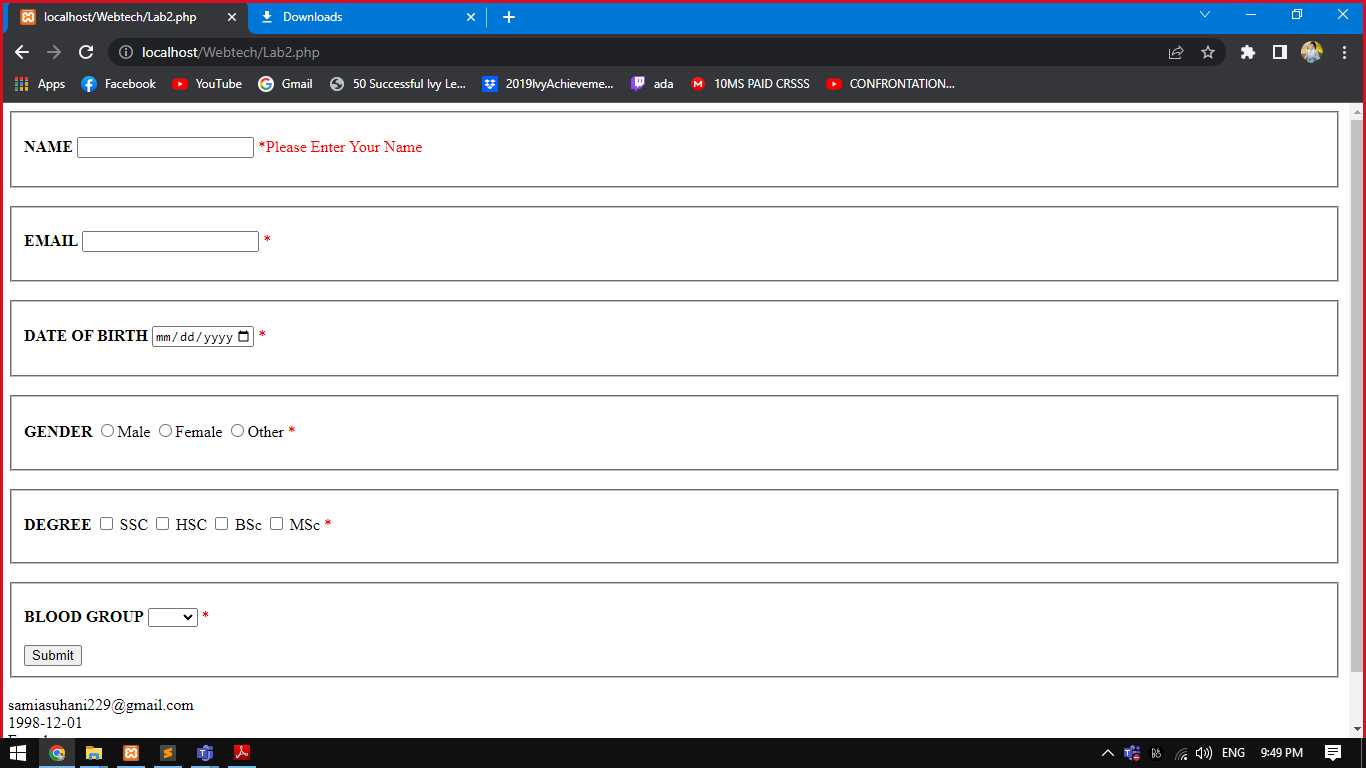 localhost/Webtech/Lab2.php
Downloads
localhost/Webtech/Lab2.php
Apps Facebook YouTube Gmail 50 Successful Ivy Le... 2019IvyAchieveme... ada 10MS PAID CRSSS CONFRONTATION...
NAME *Please Enter Your Name
EMAIL *
DATE OF BIRTH mm/dd/yyyy *
GENDER Male Female Other *
DEGREE SSC HSC BSc MSc *
BLOOD GROUP *
Submit
samiasuhani229@gmail.com
1998-12-01
ENG 9:49 PM